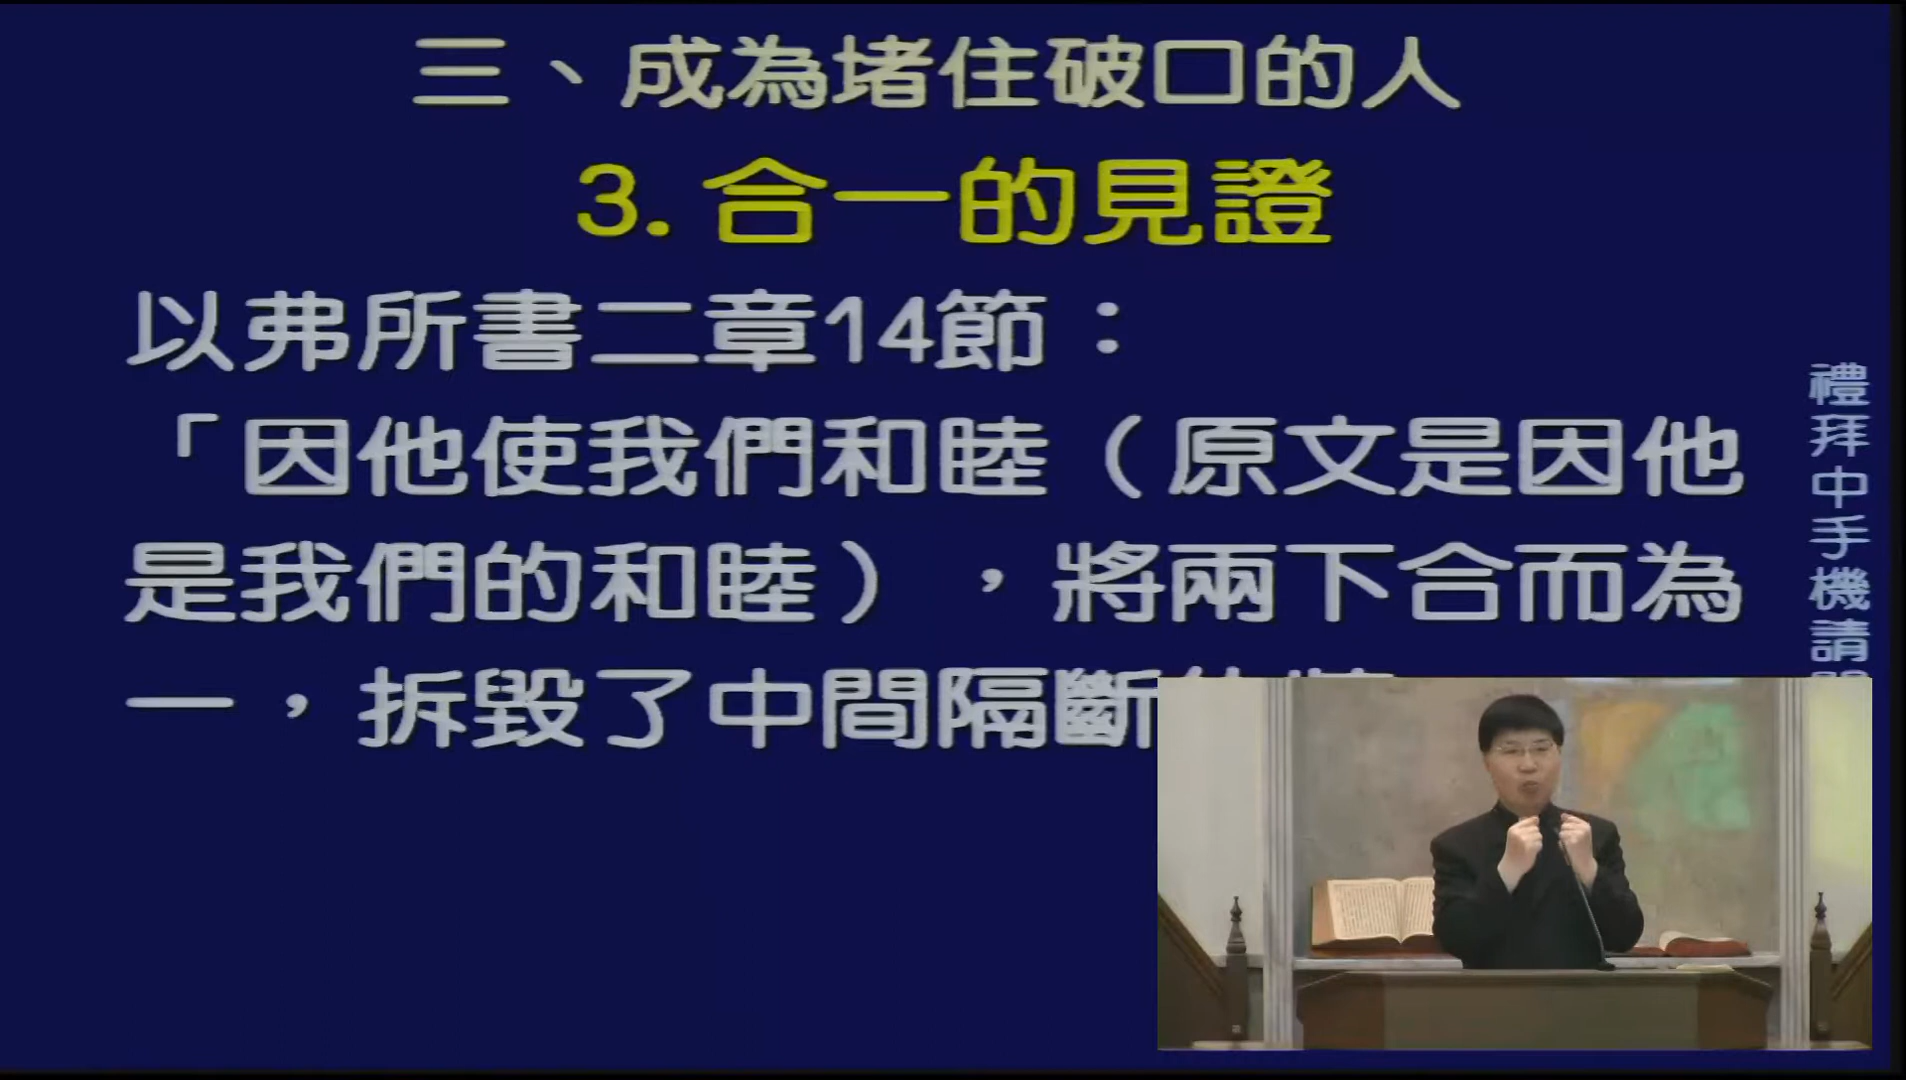 三、成為堵住破口的人
3.合一的見證
以弗所書二章14節：
「因他使我們和睦（原文是因他
是我們的和睦），將兩下合而為
一，拆毀了中間隔斷
禮拜中手機請